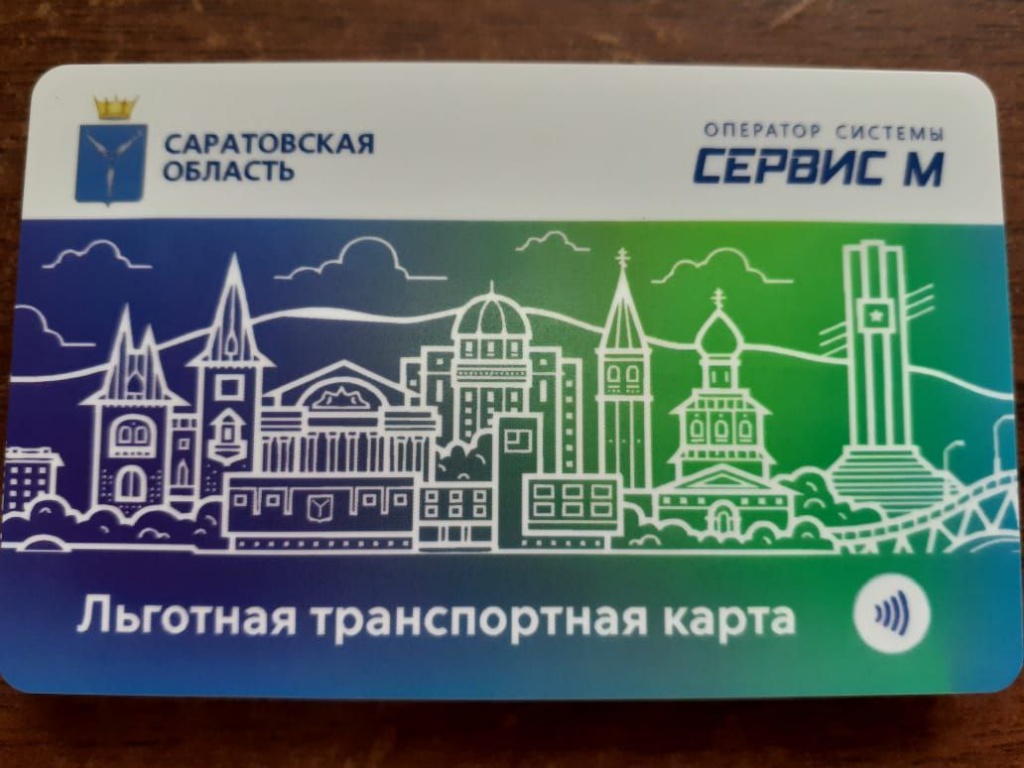 САРАТОВСКАЯ
ОБЛАСТЬ
ОПЕРАТОР СИСТЕМЫ
СЕРВИС М
Льготная транспортная карта